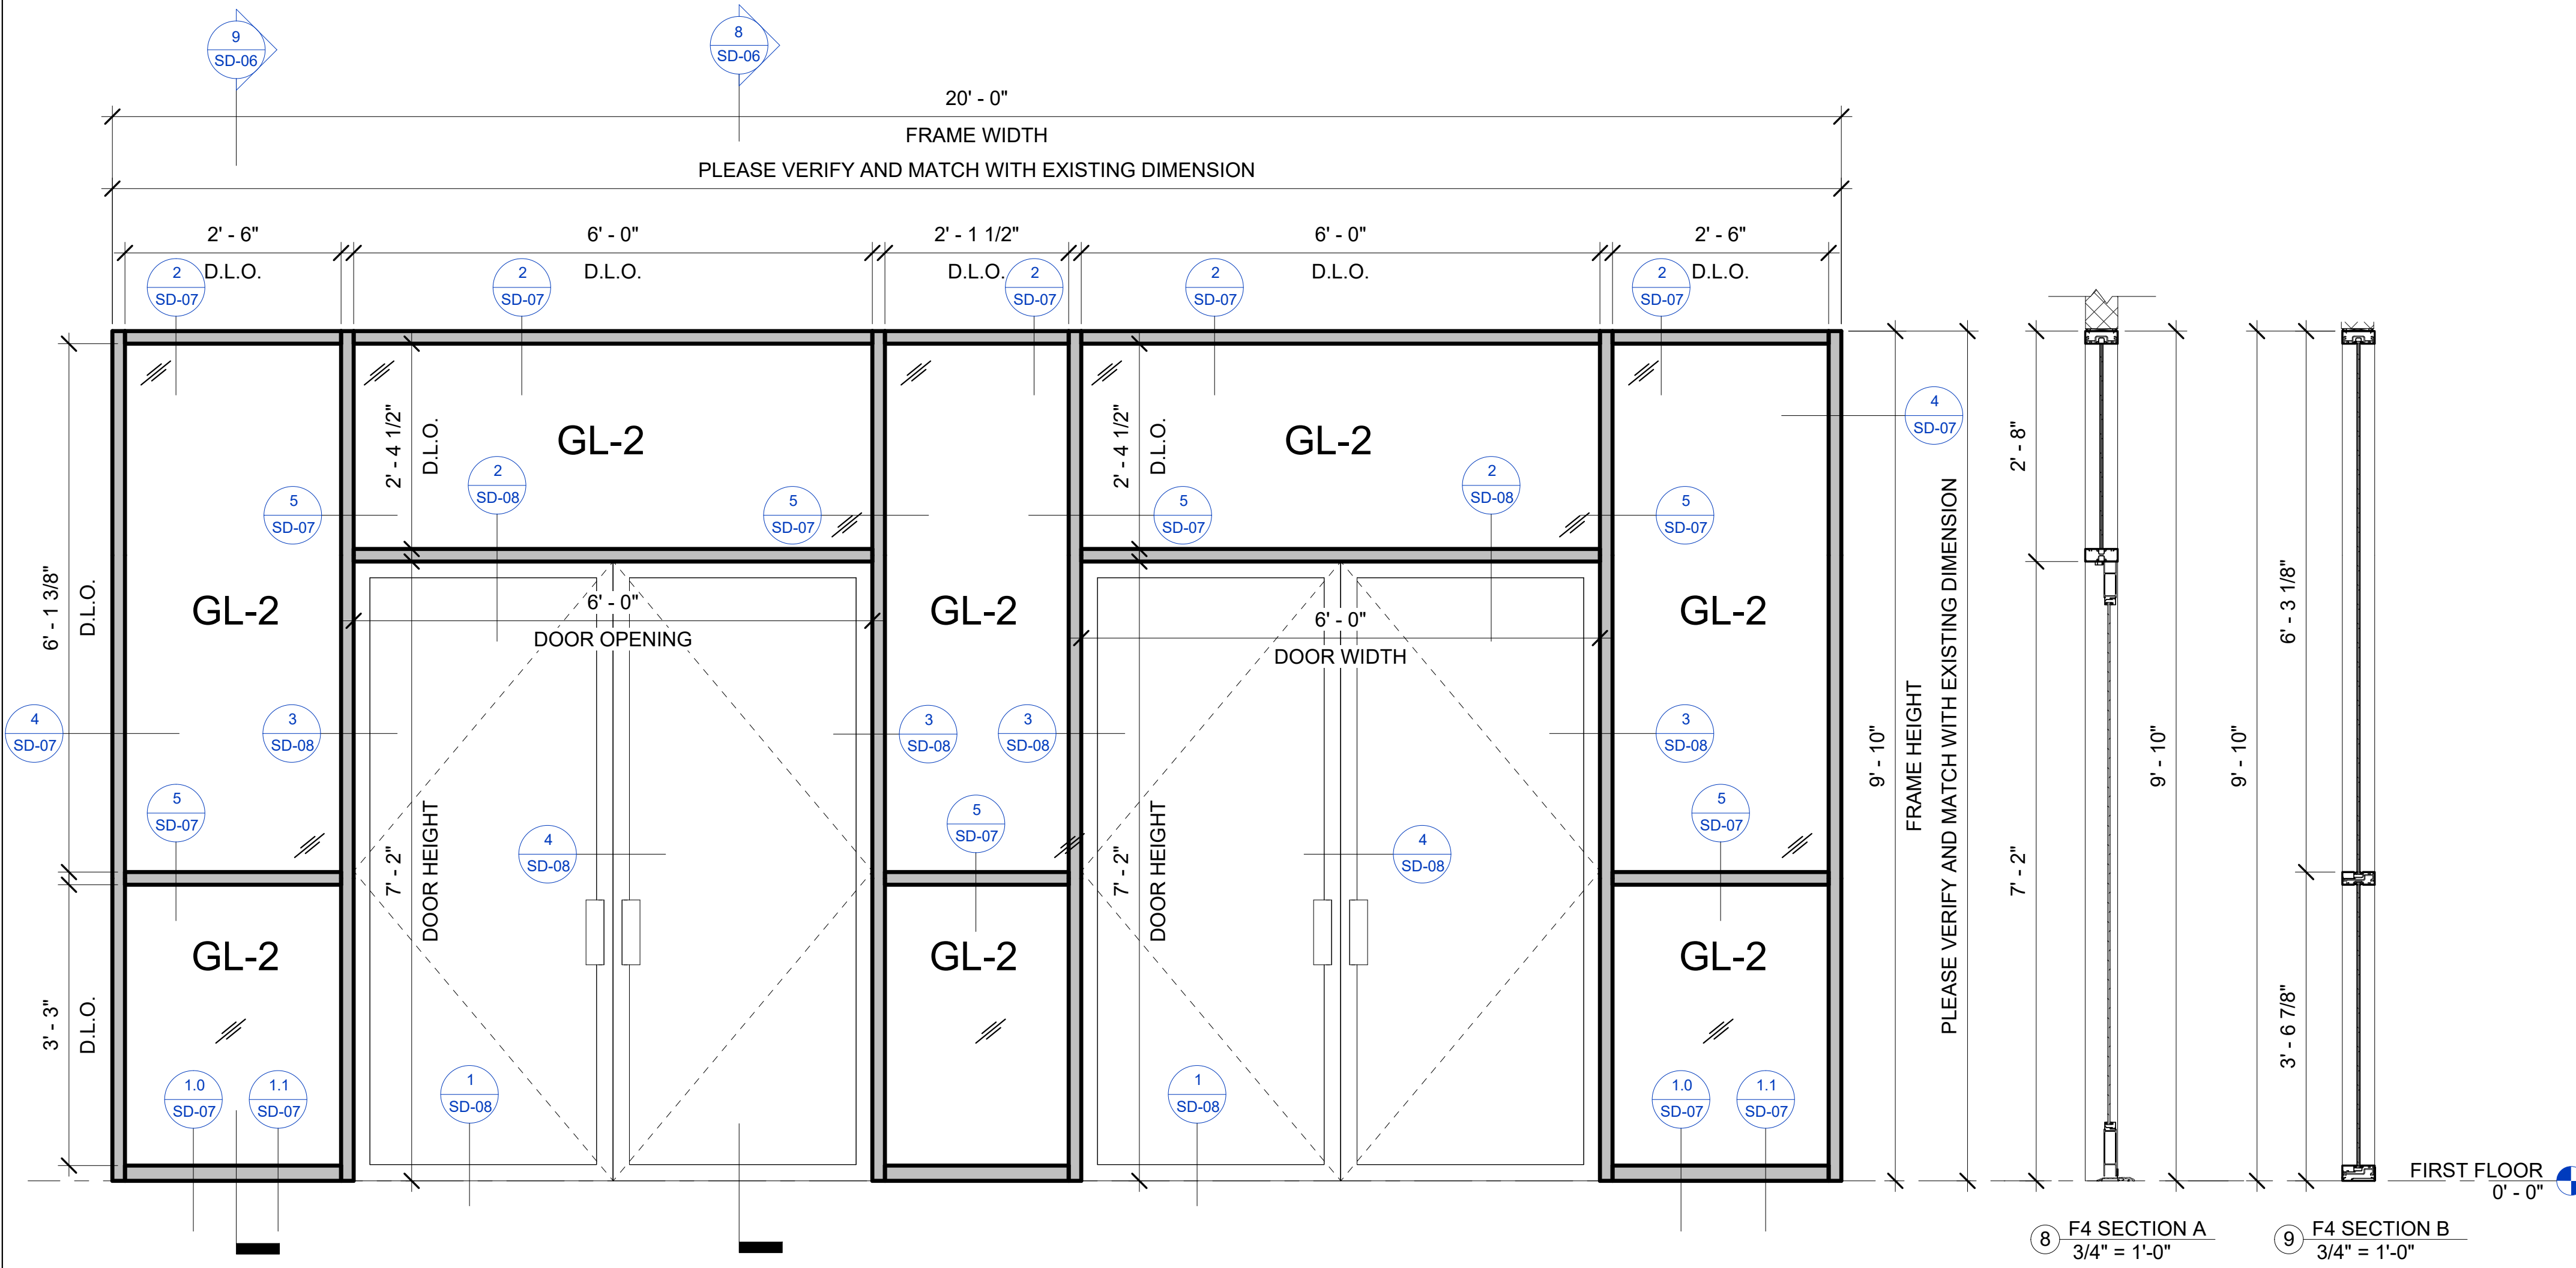 9
SD-06
8
SD-06
20' - 0"
FRAME WIDTH
PLEASE VERIFY AND MATCH WITH EXISTING DIMENSION
2' - 6"
6' - 0"
2' - 1 1/2"
6' - 0"
2' - 6"
D.L.O.
D.L.O.
D.L.O.
D.L.O.
D.L.O.
2
SD-07
2
SD-07
2
SD-07
2
SD-07
2
SD-07
4
SD-07
2' - 4 1/2"
D.L.O.
GL-2
2' - 4 1/2"
D.L.O.
GL-2
2
SD-08
2
SD-08
5
SD-07
5
SD-07
5
SD-07
5
SD-07
6' - 1 3/8"
D.L.O.
GL-2
6' - 0"
DOOR OPENING
GL-2
6' - 0"
DOOR WIDTH
GL-2
4
SD-07
3
SD-08
3
SD-08
3
SD-08
3
SD-08
5
SD-07
5
SD-07
5
SD-07
4
SD-08
4
SD-08
7' - 2"
DOOR HEIGHT
7' - 2"
DOOR HEIGHT
3' - 3"
D.L.O.
GL-2
GL-2
GL-2
1.0
SD-07
1.1
SD-07
1
SD-08
1
SD-08
1.0
SD-07
1.1
SD-07
9' - 10"
FRAME HEIGHT
PLEASE VERIFY AND MATCH WITH EXISTING DIMENSION
2' - 8"
7' - 2"
9' - 10"
9' - 10"
6' - 3 1/8"
3' - 6 7/8"
FIRST FLOOR
0' - 0"
8
F4 SECTION A
3/4" = 1'-0"
9
F4 SECTION B
3/4" = 1'-0"